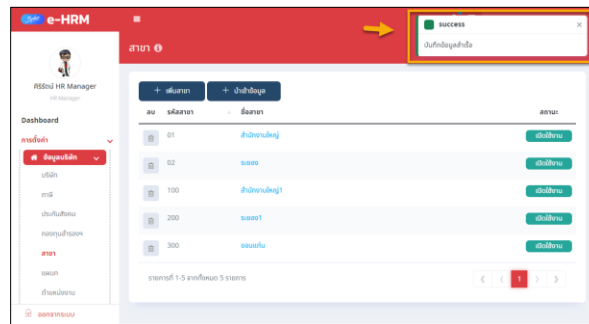 e-HRM
success
×
บันทึกข้อมูลสำเร็จ
สาขา
HR Manager
HR Manager
Dashboard
การตั้งค่า
ข้อมูลบริษัท
บริษัท
ภาษี
ประกันสังคม
กองทุนสำรองฯ
สาขา
แผนก
ตำแหน่งงาน
ออกจากระบบ
+ เพิ่มสาขา
+ นำเข้าข้อมูล
ลบ รหัสสาขา ชื่อสาขา สถานะ
01 สำนักงานใหญ่ เปิดใช้งาน
02 ระยอง เปิดใช้งาน
100 สำนักงานใหญ่1 เปิดใช้งาน
200 ระยอง1 เปิดใช้งาน
300 ขอนแก่น เปิดใช้งาน
รายการที่ 1-5 จากทั้งหมด 5 รายการ
1